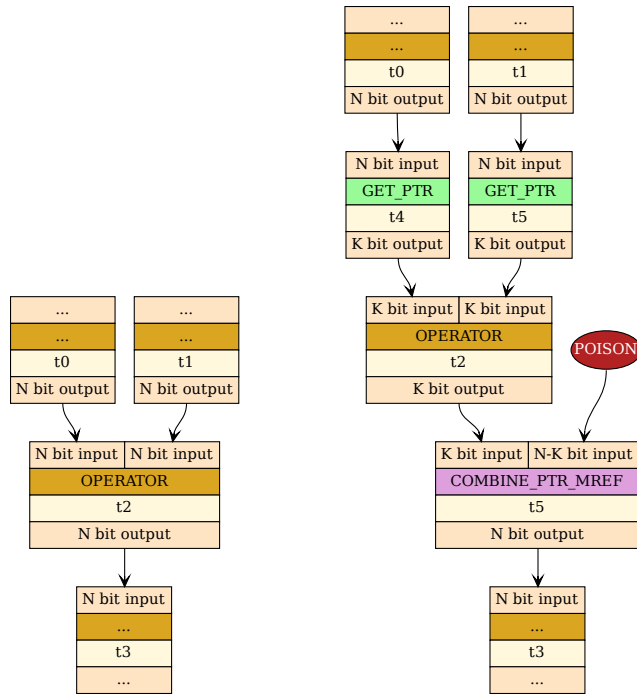 ...
...
t0
N bit output
...
...
t1
N bit output
N bit input
OPERATOR
N bit input
t2
N bit output
N bit input
...
t3
...
...
...
t0
N bit output
...
...
t1
N bit output
N bit input
GET_PTR
t4
K bit output
N bit input
GET_PTR
t5
K bit output
K bit input K bit input
OPERATOR
t2
K bit output
POISON
K bit input N-K bit input
COMBINE_PTR_MREF
t5
N bit output
N bit input
...
t3
...